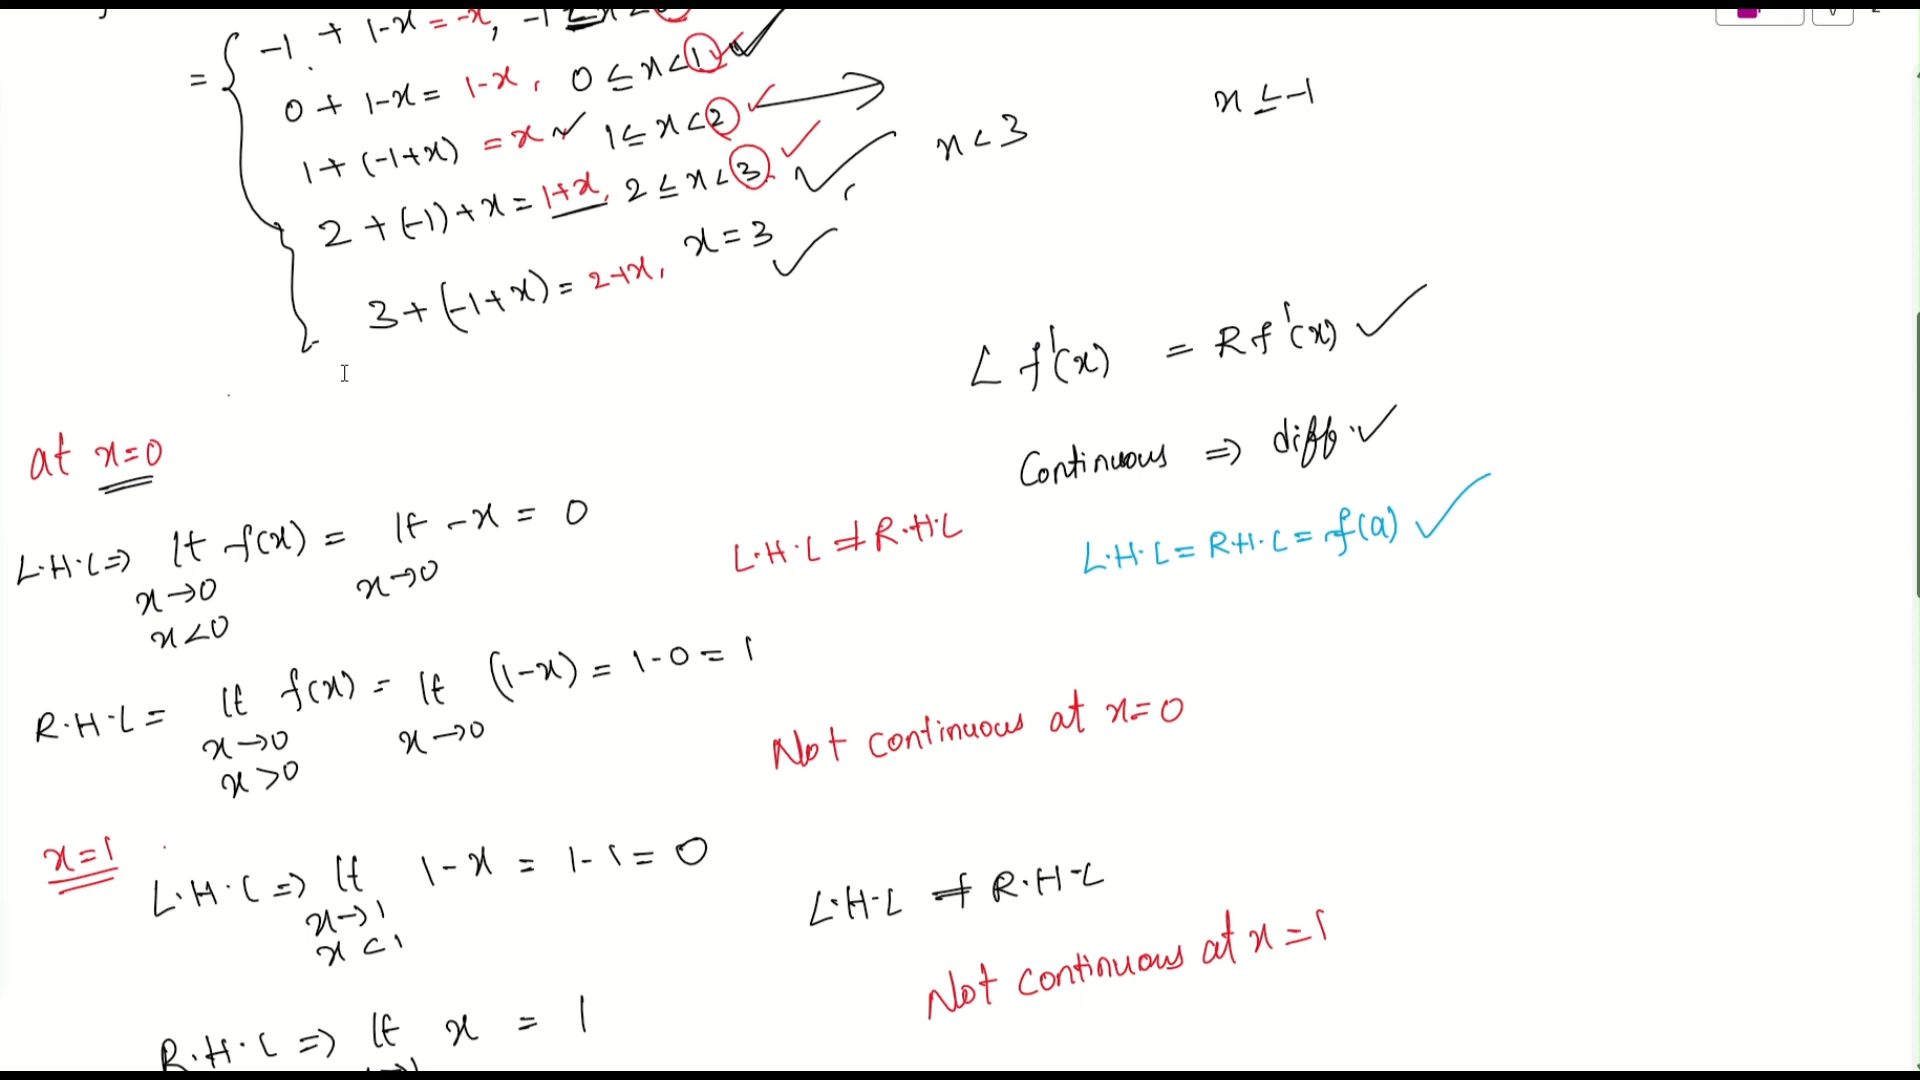 -1 + 1-x = -x, -1 ≤ x <
= { 0 + 1-x = 1-x, 0 ≤ x < 1
1 + (-1+x) = x ✓ 1 ≤ x < 2
2 + (-1) + x = 1+x, 2 ≤ x < 3
3 + (-1+x) = 2+x, x = 3
x < 3
x ≤ -1
L f'(x) = R f'(x) ✓
Continuous ⇒ diff. ✓
L.H.L = R.H.L = f(a) ✓
at x=0
L.H.L ⇒ lt f(x) = lt -x = 0
x→0 x→0
x<0
L.H.L ≠ R.H.L
R.H.L = lt f(x) = lt (1-x) = 1-0 = 1
x→0 x→0
x>0
Not continuous at x=0
x=1
L.H.L ⇒ lt 1-x = 1-1 = 0
x→1
x<1
L.H.L ≠ R.H.L
Not continuous at x=1
R.H.L ⇒ lt x = 1